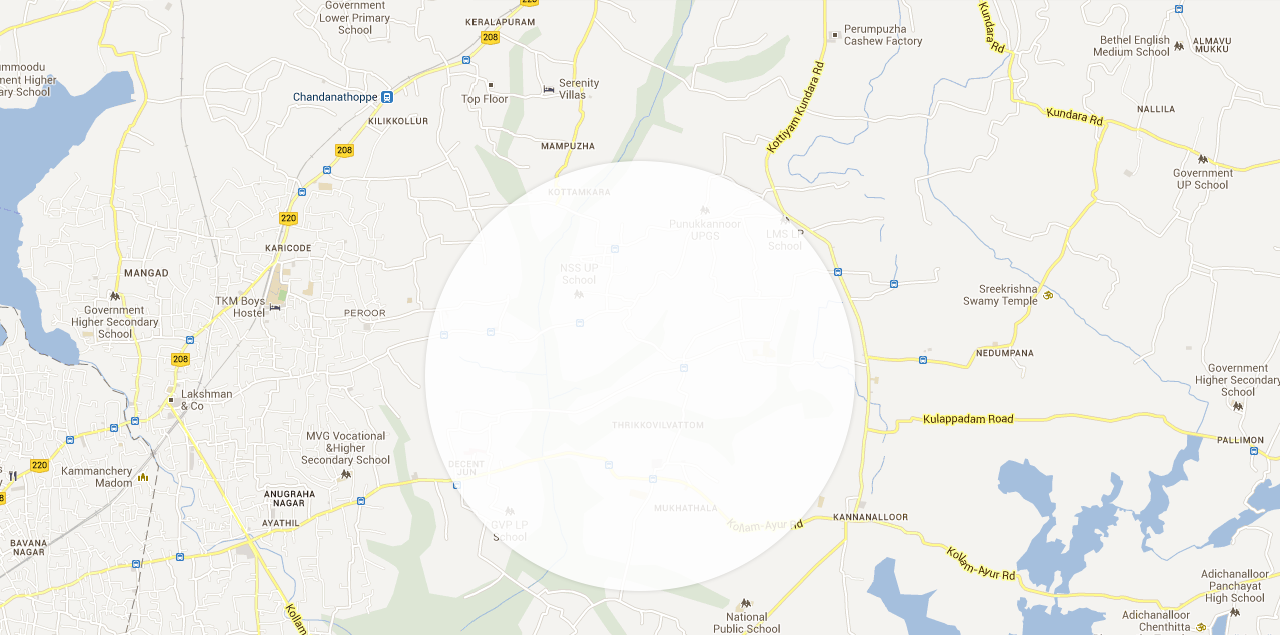 Government
Lower Primary
School
KERALAPURAM
220
208
Perumpuzha
Cashew Factory
Kundara Rd
Bethel English
Medium School
ALMAVU
MUKKU
ment Higher
ary School
Chandanathoppe
Top Floor
Serenity
Villas
Kottiyam Kundara Rd
NALLILA
Kundara Rd
KILIKKOLLUR
208
MAMPUZHA
Government
UP School
KOTTAMKARA
220
Punukkannoor
UPGS
LMS LP
School
KARICODE
MANGAD
NSS UP
School
Sreekrishna
Swamy Temple
TKM Boys
Hostel
PEROOR
Government
Higher Secondary
School
208
NEDUMPANA
Government
Higher Secondary
School
Lakshman
& Co
Kulappadam Road
THRIKKOVILVATTOM
MVG Vocational
&Higher
Secondary School
PALLIMON
220
Kammanchery
Madom
DECENT
JUN
ANUGRAHA
NAGAR
AYATHIL
MUKHATHALA
GVP LP
School
Kollam-Ayur Rd
KANNANALLOOR
BAVANA
NAGAR
Kollam-Ayur Rd
Adichanalloor
Panchayat
High School
Kollam
National
Public School
Adichanalloor
Chenthitta